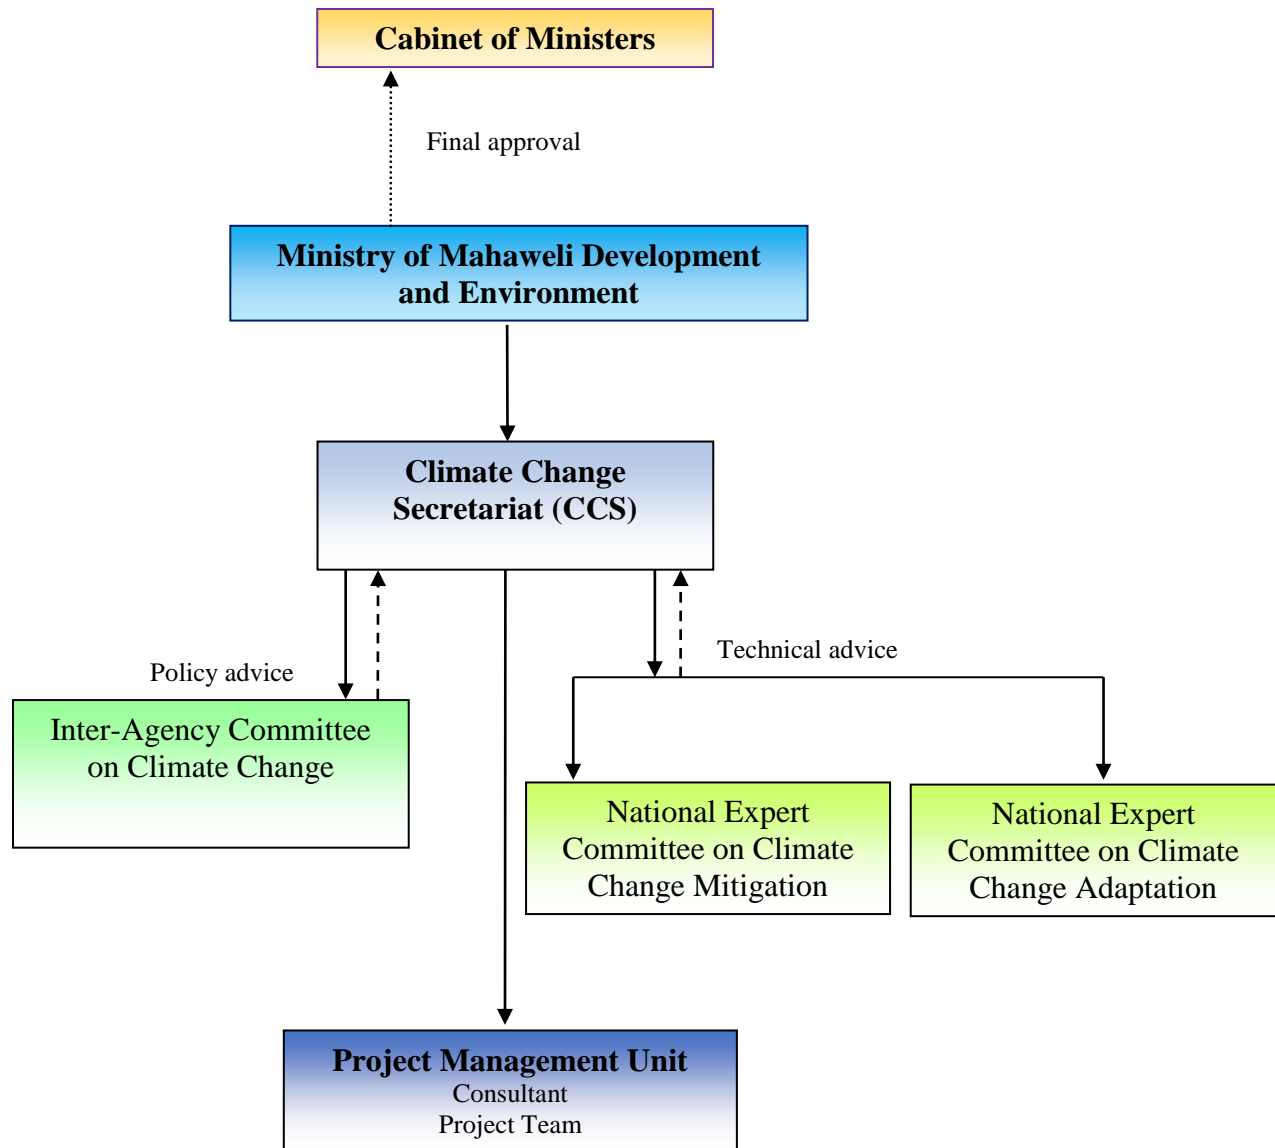 Cabinet of Ministers
Final approval
Ministry of Mahaweli Development
and Environment
Climate Change
Secretariat (CCS)
Policy advice
Technical advice
Inter-Agency Committee
on Climate Change
National Expert
Committee on Climate
Change Mitigation
National Expert
Committee on Climate
Change Adaptation
Project Management Unit
Consultant
Project Team